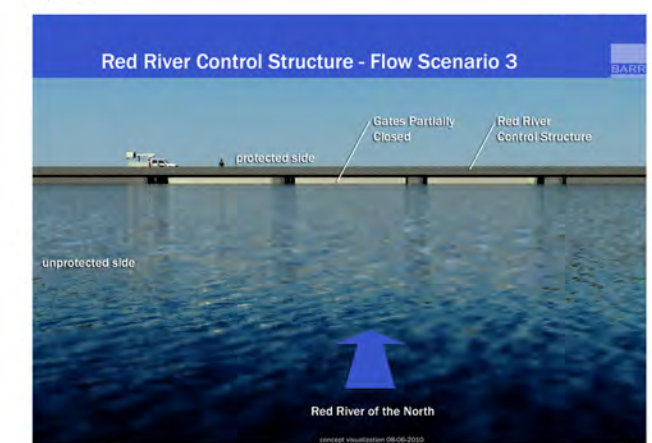 Red River Control Structure - Flow Scenario 3
BARR
Gates Partially
Closed
Red River
Control Structure
protected side
unprotected side
Red River of the North
concept visualization 08-06-2010